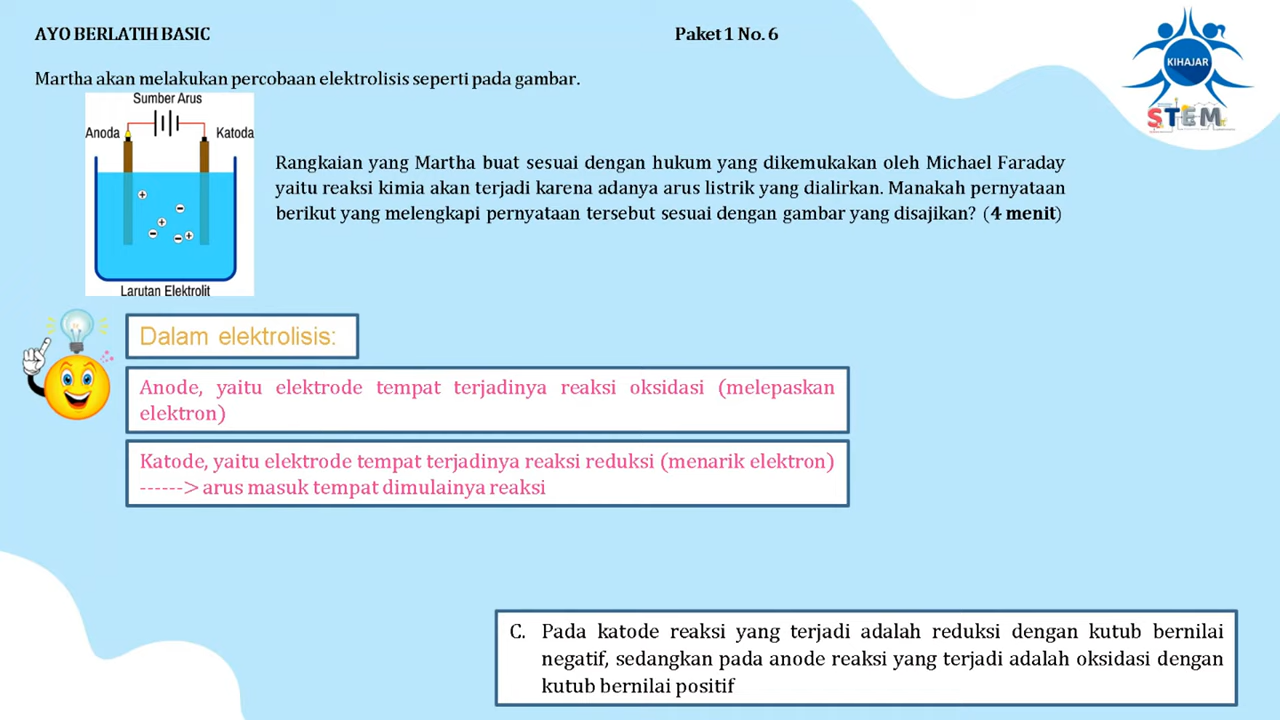 AYO BERLATIH BASIC
Paket 1 No. 6
KIHAJAR
STEM
Martha akan melakukan percobaan elektrolisis seperti pada gambar.
Sumber Arus
Anoda
Katoda
Larutan Elektrolit
Rangkaian yang Martha buat sesuai dengan hukum yang dikemukakan oleh Michael Faraday
yaitu reaksi kimia akan terjadi karena adanya arus listrik yang dialirkan. Manakah pernyataan
berikut yang melengkapi pernyataan tersebut sesuai dengan gambar yang disajikan? (4 menit)
Dalam elektrolisis:
Anode, yaitu elektrode tempat terjadinya reaksi oksidasi (melepaskan
elektron)
Katode, yaitu elektrode tempat terjadinya reaksi reduksi (menarik elektron)
------> arus masuk tempat dimulainya reaksi
C. Pada katode reaksi yang terjadi adalah reduksi dengan kutub bernilai
negatif, sedangkan pada anode reaksi yang terjadi adalah oksidasi dengan
kutub bernilai positif